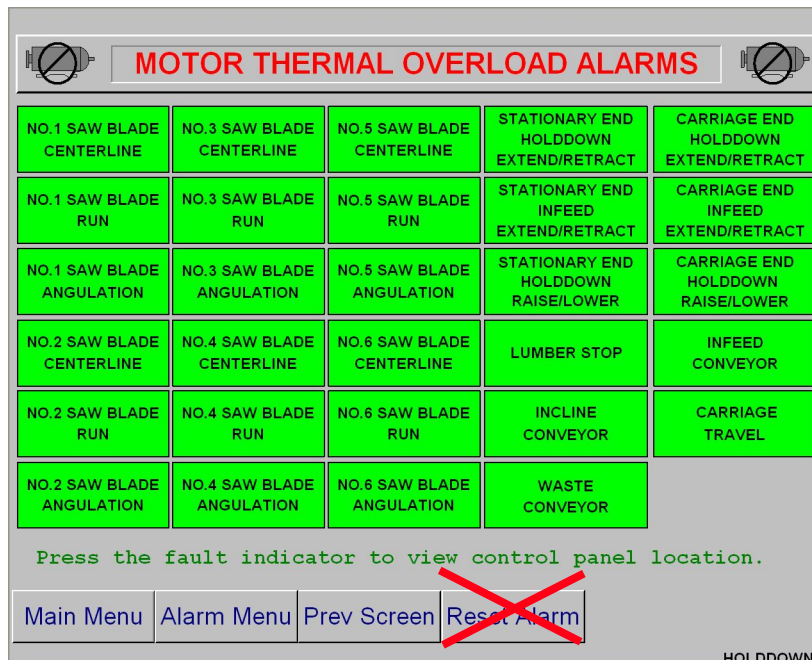 MOTOR THERMAL OVERLOAD ALARMS
NO.1 SAW BLADE
CENTERLINE
NO.3 SAW BLADE
CENTERLINE
NO.5 SAW BLADE
CENTERLINE
STATIONARY END
HOLDDOWN
EXTEND/RETRACT
CARRIAGE END
HOLDDOWN
EXTEND/RETRACT
NO.1 SAW BLADE
RUN
NO.3 SAW BLADE
RUN
NO.5 SAW BLADE
RUN
STATIONARY END
INFEED
EXTEND/RETRACT
CARRIAGE END
INFEED
EXTEND/RETRACT
NO.1 SAW BLADE
ANGULATION
NO.3 SAW BLADE
ANGULATION
NO.5 SAW BLADE
ANGULATION
STATIONARY END
HOLDDOWN
RAISE/LOWER
CARRIAGE END
HOLDDOWN
RAISE/LOWER
NO.2 SAW BLADE
CENTERLINE
NO.4 SAW BLADE
CENTERLINE
NO.6 SAW BLADE
CENTERLINE
LUMBER STOP
INFEED
CONVEYOR
NO.2 SAW BLADE
RUN
NO.4 SAW BLADE
RUN
NO.6 SAW BLADE
RUN
INCLINE
CONVEYOR
CARRIAGE
TRAVEL
NO.2 SAW BLADE
ANGULATION
NO.4 SAW BLADE
ANGULATION
NO.6 SAW BLADE
ANGULATION
WASTE
CONVEYOR
Press the fault indicator to view control panel location.
Main Menu
Alarm Menu
Prev Screen
Reset Alarm
HOLDDOWN